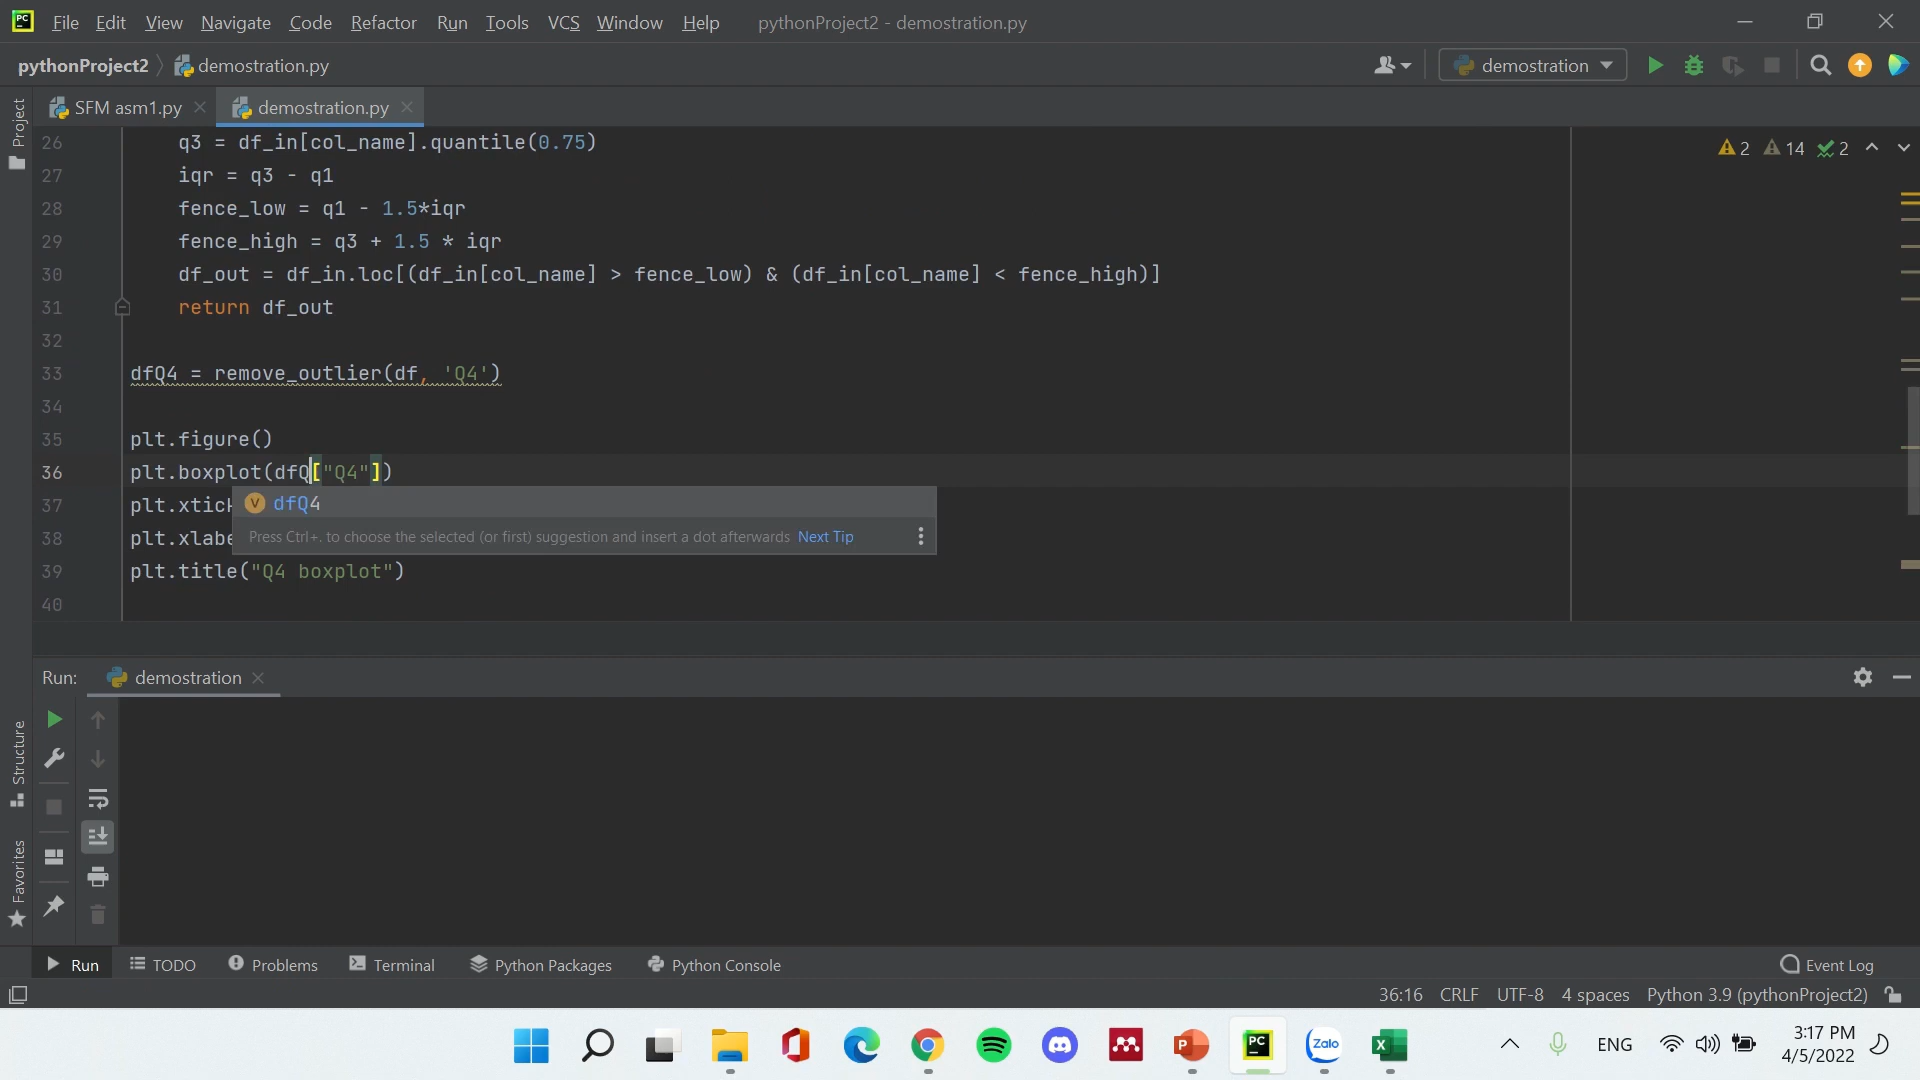 PC File Edit View Navigate Code Refactor Run Tools VCS Window Help pythonProject2 - demostration.py
pythonProject2 demostration.py demostration
SFM asm1.py demostration.py
Project
26 q3 = df_in[col_name].quantile(0.75) 2 14 2
27 iqr = q3 - q1
28 fence_low = q1 - 1.5*iqr
29 fence_high = q3 + 1.5 * iqr
30 df_out = df_in.loc[(df_in[col_name] > fence_low) & (df_in[col_name] < fence_high)]
31 return df_out
32
33 dfQ4 = remove_outlier(df, 'Q4')
34
35 plt.figure()
36 plt.boxplot(dfQ["Q4"])
37 plt.xtick
v dfQ4
38 plt.xlabe
Press Ctrl+. to choose the selected (or first) suggestion and insert a dot afterwards Next Tip
39 plt.title("Q4 boxplot")
40
Run: demostration
Structure
Favorites
Run TODO Problems Terminal Python Packages Python Console Event Log
36:16 CRLF UTF-8 4 spaces Python 3.9 (pythonProject2)
P PC Zalo X ENG 3:17 PM
4/5/2022